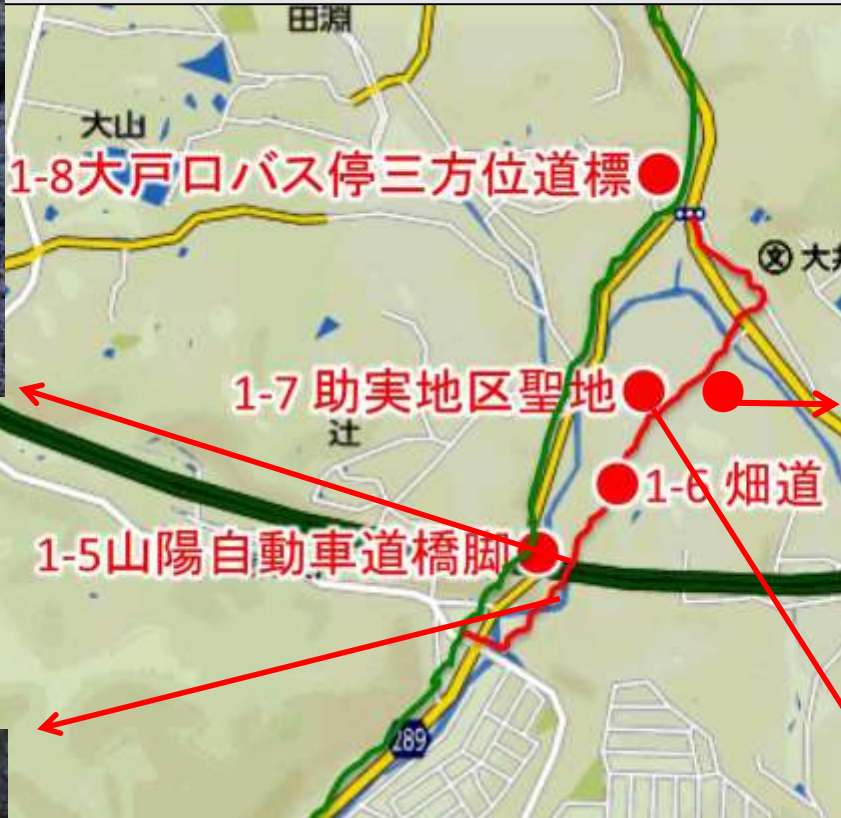 田淵
大山
1-8大戸口バス停三方位道標
大井
1-7 助実地区聖地
辻
1-6 畑道
1-5山陽自動車道橋脚
289